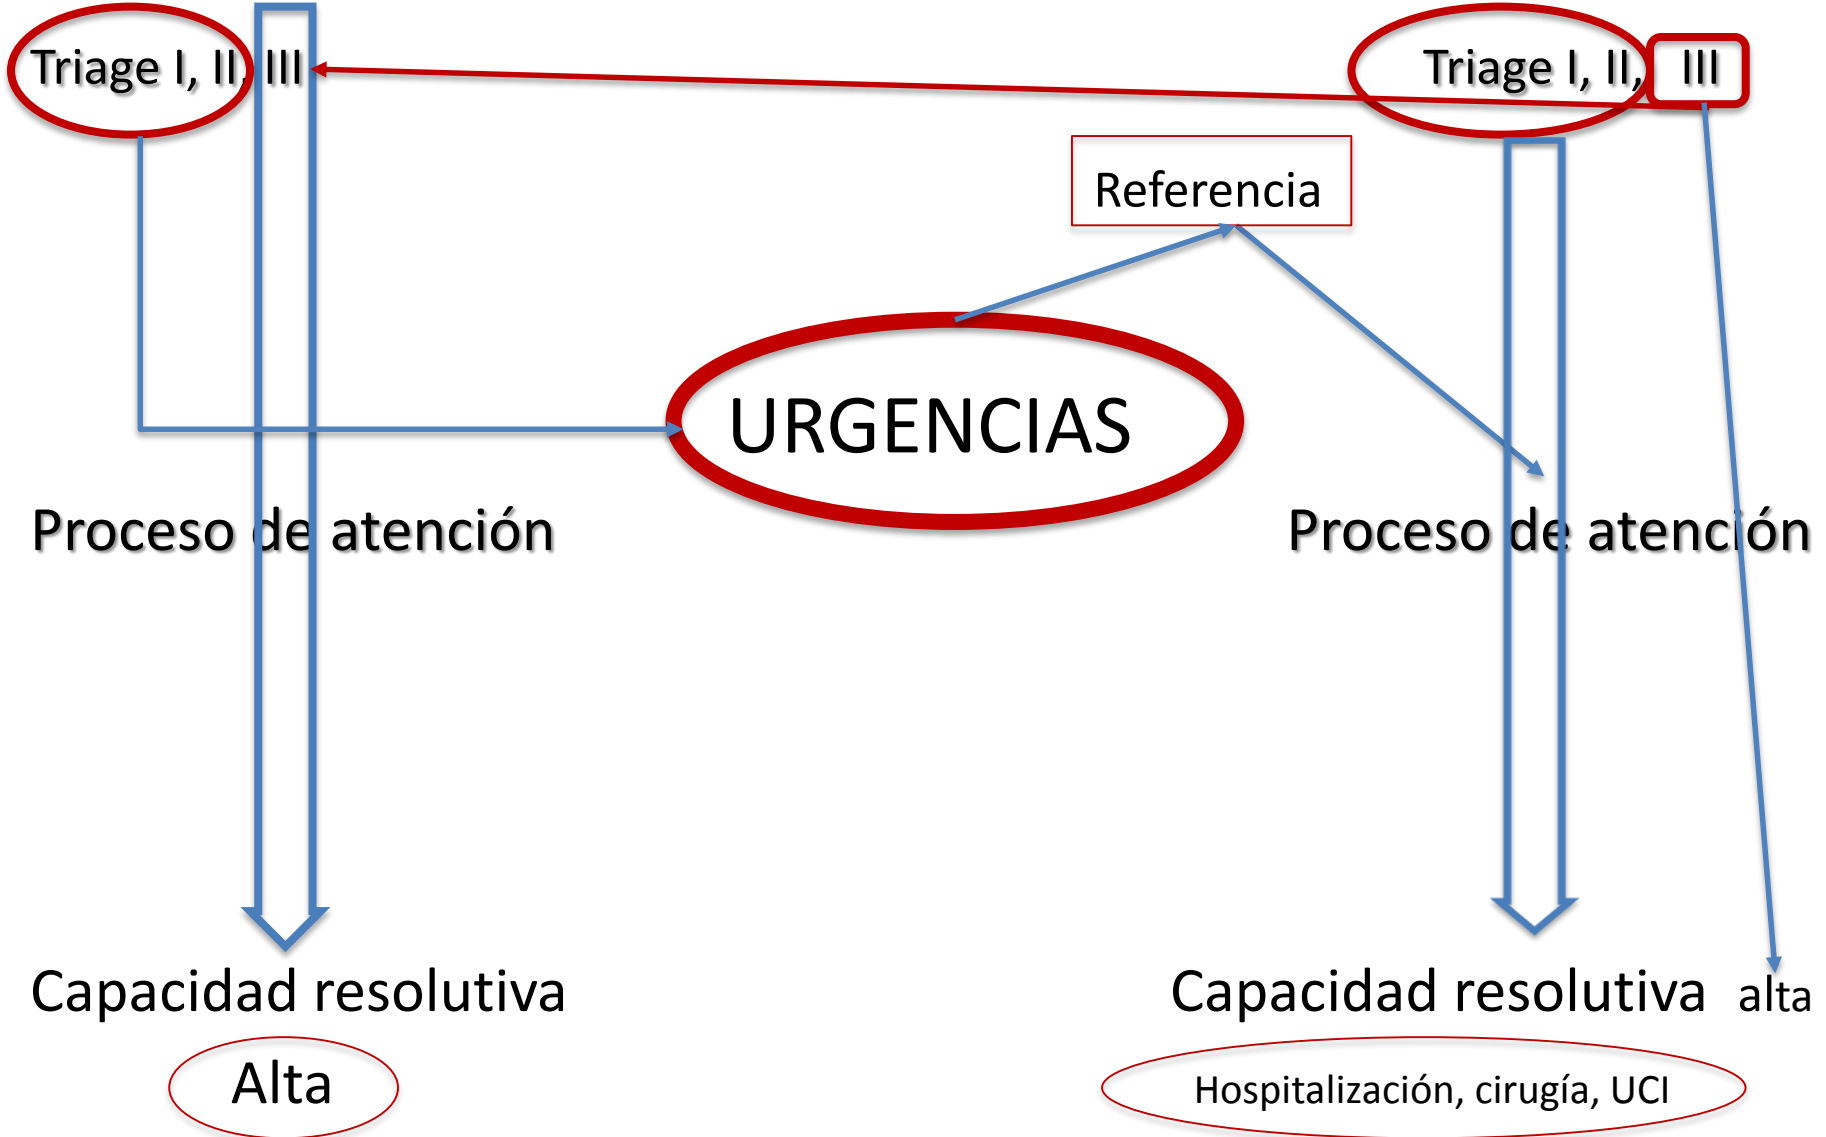 Triage I, II, III
Triage I, II, III
Referencia
URGENCIAS
Proceso de atención
Proceso de atención
Capacidad resolutiva
Capacidad resolutiva alta
Alta
Hospitalización, cirugía, UCI